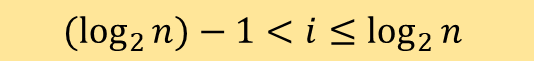 (log₂ n) − 1 < i ≤ log₂ n